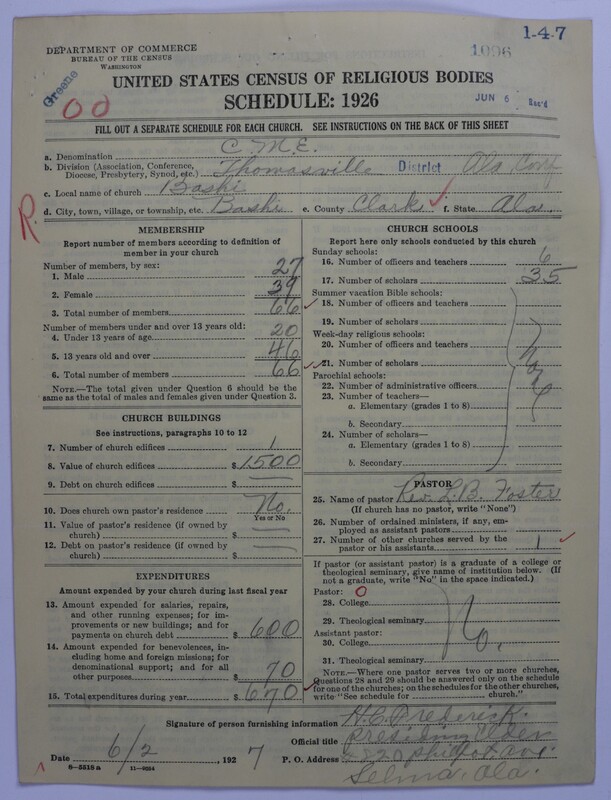 1-4-7
DEPARTMENT OF COMMERCE
BUREAU OF THE CENSUS
WASHINGTON
1096
Greene
00
UNITED STATES CENSUS OF RELIGIOUS BODIES
SCHEDULE: 1926
JUN 6 Rec'd
FILL OUT A SEPARATE SCHEDULE FOR EACH CHURCH. SEE INSTRUCTIONS ON THE BACK OF THIS SHEET
a. Denomination C.M.E.
b. Division (Association, Conference, Diocese, Presbytery, Synod, etc.) Thomasville District Ala Conf
c. Local name of church Bashi
R.
d. City, town, village, or township, etc. Bashi e. County Clark f. State Ala.
MEMBERSHIP
Report number of members according to definition of
member in your church
Number of members, by sex:
1. Male 27
2. Female 39
3. Total number of members 66
Number of members under and over 13 years old:
4. Under 13 years of age 20
5. 13 years old and over 46
6. Total number of members 66
NOTE.—The total given under Question 6 should be
same as the total of males and females given under Question 3.
CHURCH BUILDINGS
See instructions, paragraphs 10 to 12
7. Number of church edifices 1
8. Value of church edifices $ 1500
9. Debt on church edifices $
10. Does church own pastor's residence? No.
Yes or No
11. Value of pastor's residence (if owned by
church) $
12. Debt on pastor's residence (if owned by
church) $
EXPENDITURES
Amount expended by church during last fiscal year
13. Amount expended for salaries, repairs,
and other running expenses; for im-
provements or new buildings; and for
payments on church debt $ 600
14. Amount expended for benevolences, in-
cluding home and foreign missions; for
denominational support; and for all
other purposes $ 70
15. Total expenditures during year $ 670
CHURCH SCHOOLS
Report here only schools conducted by this church
Sunday schools:
16. Number of officers and teachers 6
17. Number of scholars 35
Summer vacation Bible schools:
18. Number of officers and teachers
19. Number of scholars
Week-day religious schools:
20. Number of officers and teachers
21. Number of scholars
Parochial schools:
22. Number of administrative officers
23. Number of teachers—
a. Elementary (grades 1 to 8)
b. Secondary
24. Number of scholars—
a. Elementary (grades 1 to 8)
b. Secondary
None
PASTOR
25. Name of pastor Rev. L.B. Foster
(If church has no pastor, write "None")
26. Number of ordained ministers, if any, em-
ployed as assistant pastors
27. Number of other churches served by the
pastor or his assistants 1
If pastor (or assistant pastor) is a graduate of a college or
theological seminary, give name of institution below. (If
not a graduate, write "No" in the space indicated.)
Pastor: 0
28. College
29. Theological seminary
Assistant pastor:
30. College
31. Theological seminary
No.
NOTE.—Where one pastor serves two or more churches,
Questions 28 and 29 should be answered only on the schedule
for one of the churches; on the schedules for the other churches,
write "See schedule for church."
Signature of person furnishing information H.C. Frederick
Official title Presiding Elder
Date 6/2, 1927 P. O. Address Philpot Ave.
Selma, Ala.
8-5518 a 11-9024